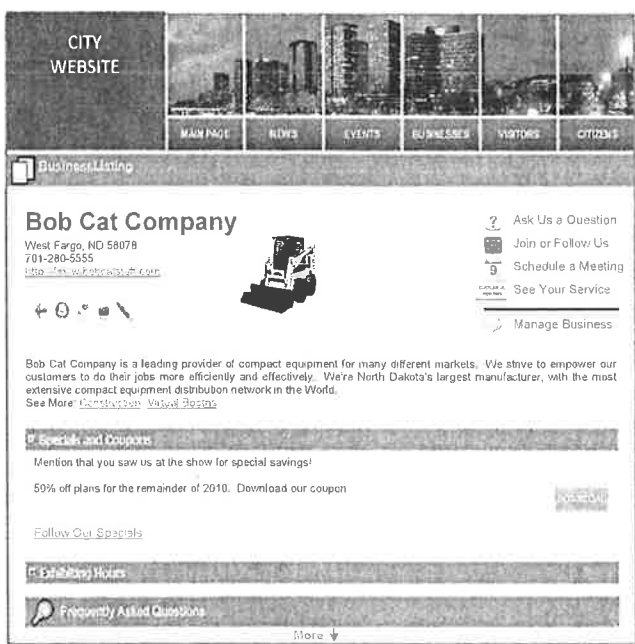 CITY
WEBSITE
MAIN PAGE
NEWS
EVENTS
BUSINESSES
VISITORS
CITIZENS
Business Listing
Bob Cat Company
West Fargo, ND 58078
701-280-5555
Ask Us a Question
Join or Follow Us
9 Schedule a Meeting
See Your Service
Manage Business
Bob Cat Company is a leading provider of compact equipment for many different markets. We strive to empower our
customers to do their jobs more efficiently and effectively. We're North Dakota's largest manufacturer, with the most
extensive compact equipment distribution network in the World.
See More: Construction Virtual Booths
Specials and Coupons
Mention that you saw us at the show for special savings!
50% off plans for the remainder of 2010. Download our coupon
Follow Our Specials
Exhibiting Hours
Frequently Asked Questions
More